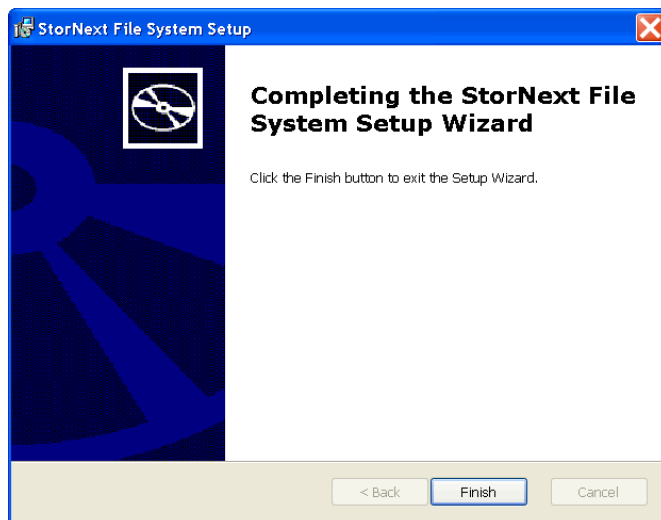 StorNext File System Setup
Completing the StorNext File
System Setup Wizard
Click the Finish button to exit the Setup Wizard.
< Back
Finish
Cancel